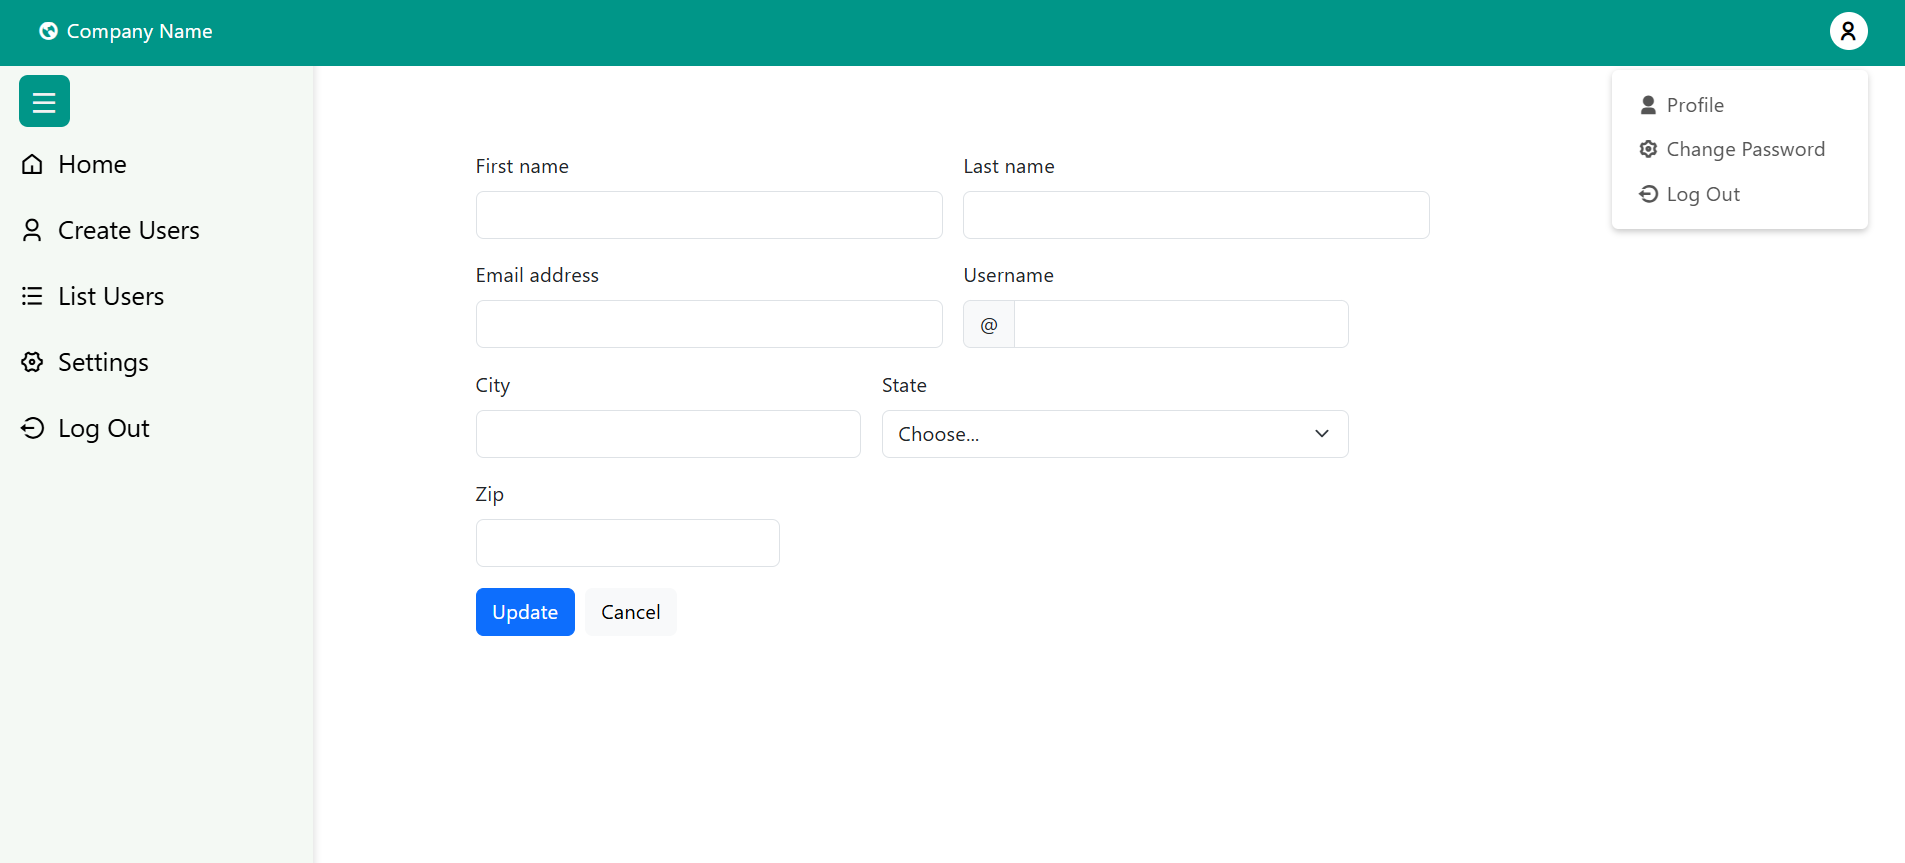 Company Name
Home
Create Users
List Users
Settings
Log Out
First name
Last name
Email address
Username
@
City
State
Choose...
Zip
Update
Cancel
Profile
Change Password
Log Out